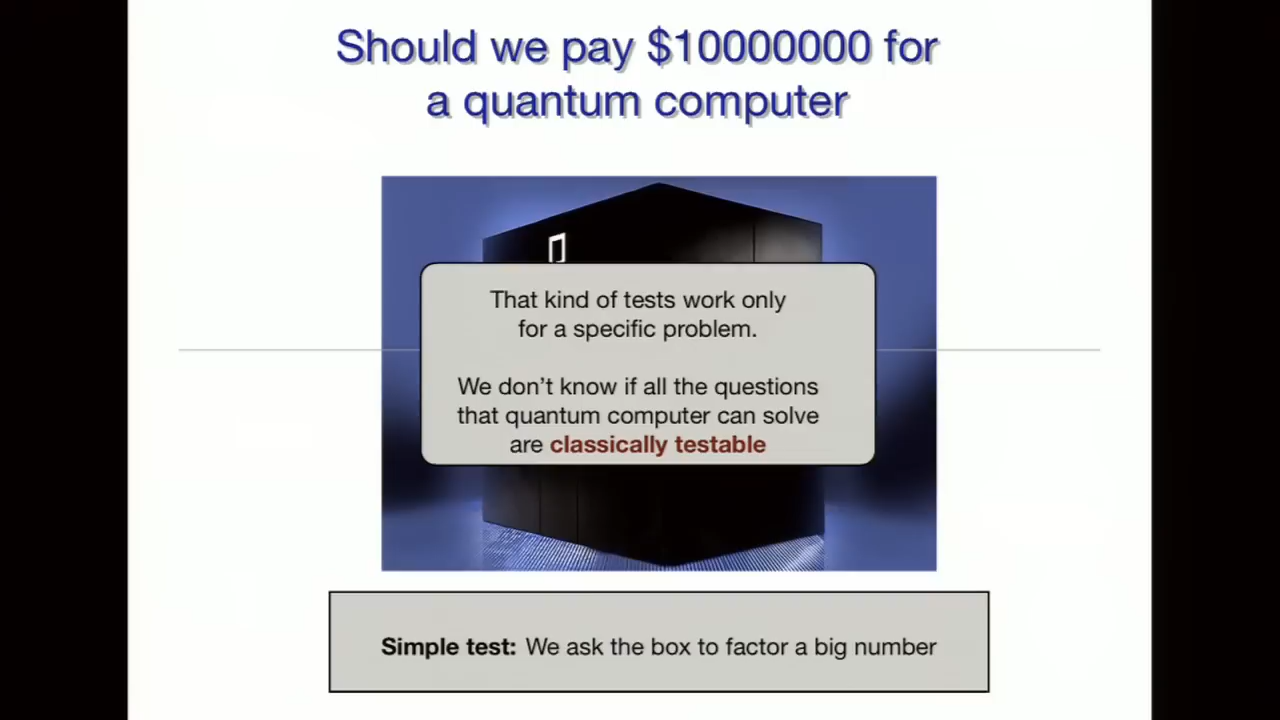 Should we pay $10000000 for
a quantum computer
That kind of tests work only
for a specific problem.
We don't know if all the questions
that quantum computer can solve
are classically testable
Simple test: We ask the box to factor a big number